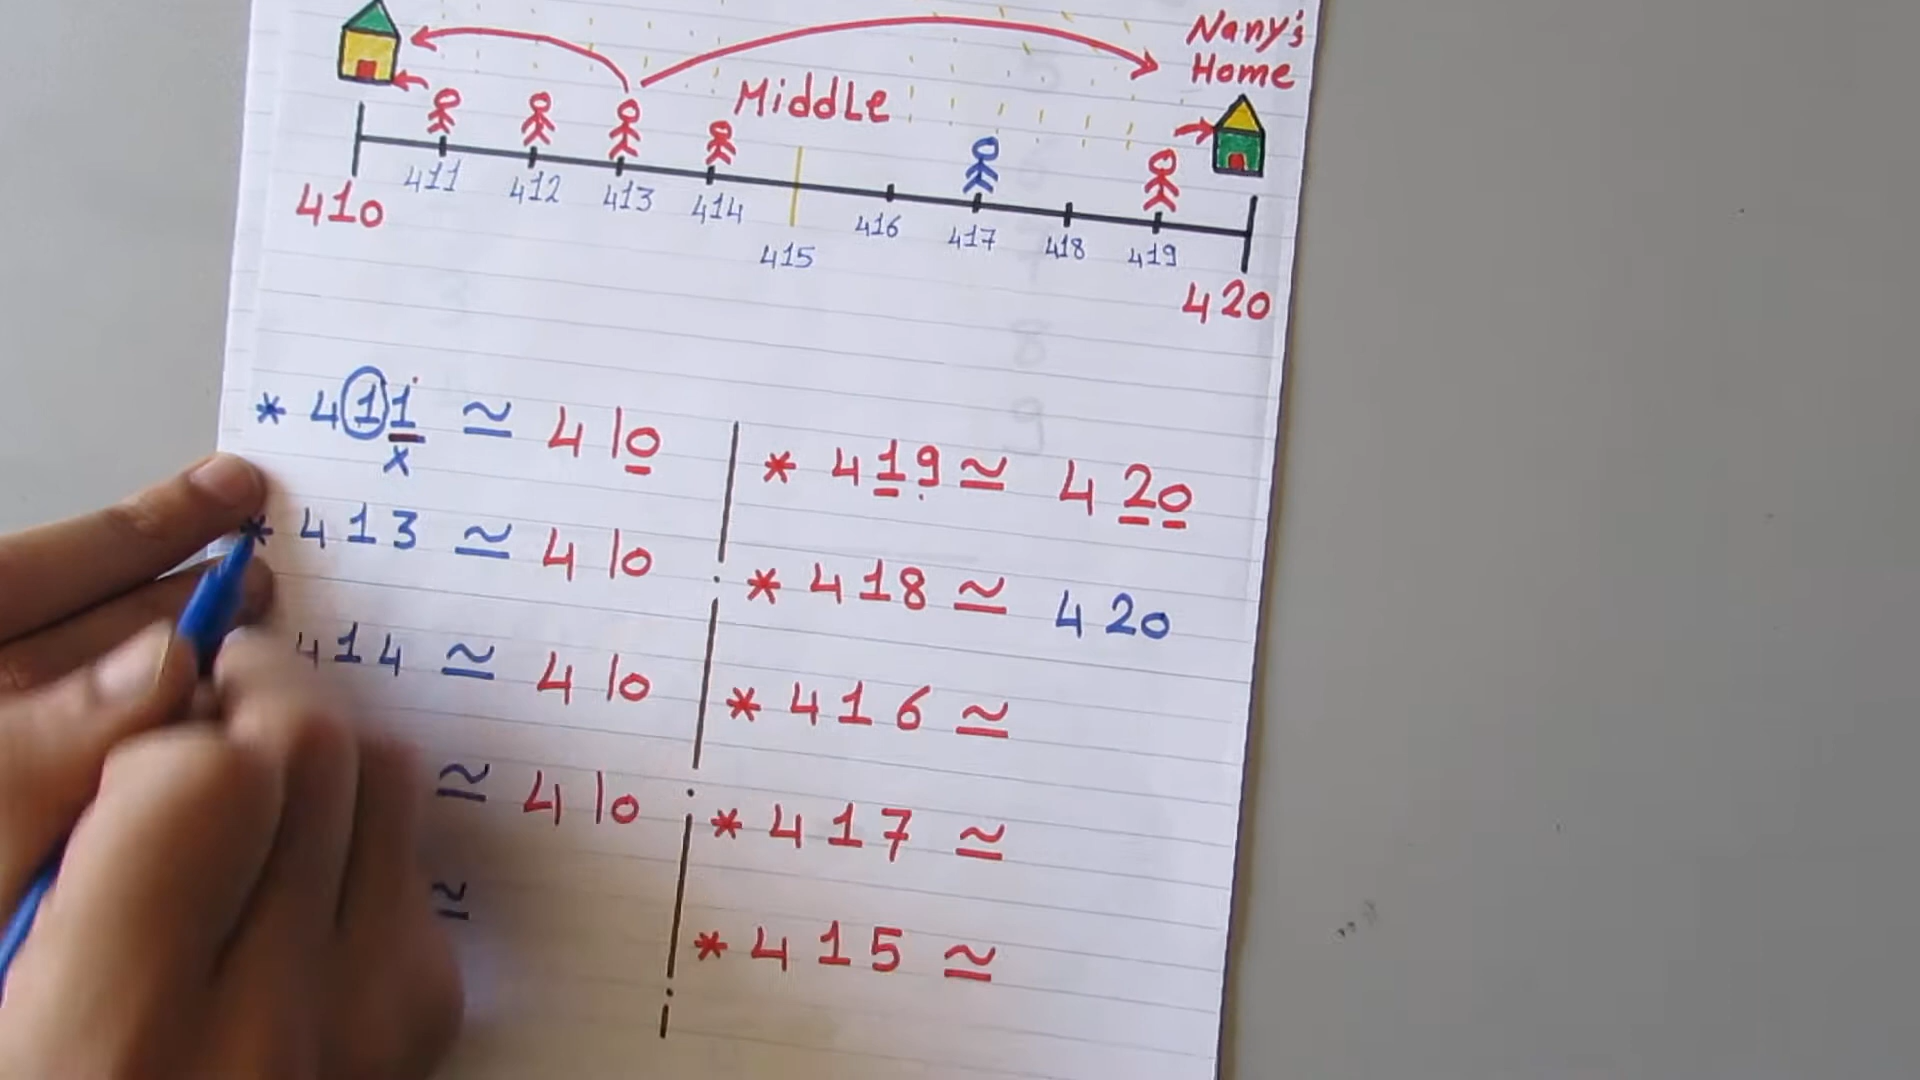 Nany's
Home
Middle
410 411 412 413 414 415 416 417 418 419 420
* 411 ≃ 410
x
* 413 ≃ 410
414 ≃ 410
≃ 410
≃
* 419 ≃ 420
* 418 ≃ 420
* 416 ≃
* 417 ≃
* 415 ≃